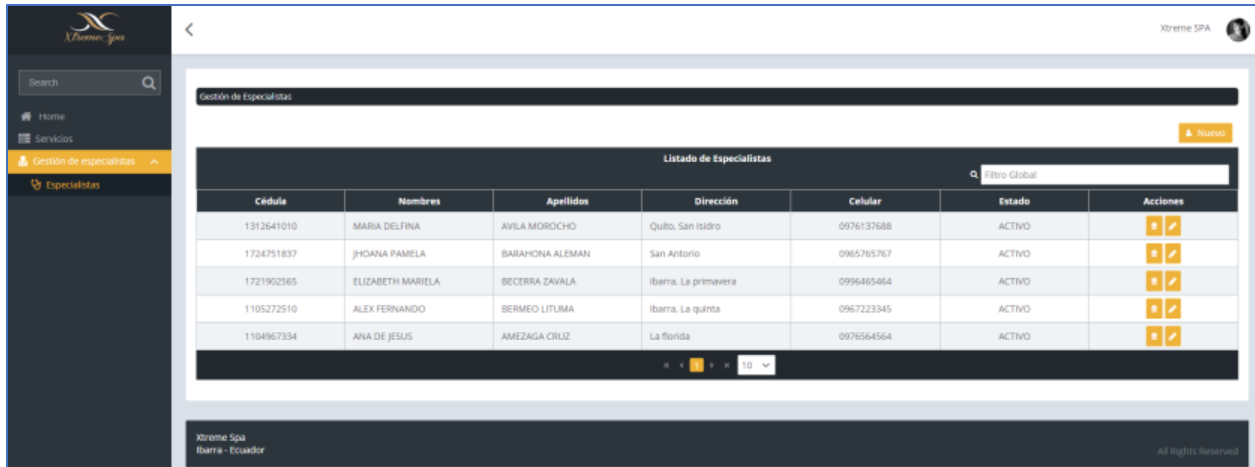 Xtreme Spa
Xtreme SPA
Search
Home
Servicios
Gestión de especialistas
Especialistas
Gestión de Especialistas
Nuevo
Listado de Especialistas
Filtro Global
Cédula Nombres Apellidos Dirección Celular Estado Acciones
1312641010 MARIA DELFINA AVILA MOROCHO Quito, San Isidro 0976137688 ACTIVO
1724751837 JHOANA PAMELA BARAHONA ALEMAN San Antonio 0965765767 ACTIVO
1721902565 ELIZABETH MARIELA BECERRA ZAVALA Ibarra, La primavera 0996465464 ACTIVO
1105272510 ALEX FERNANDO BERMEO LITUMA Ibarra, La quinta 0967223345 ACTIVO
1104967334 ANA DE JESUS AMEZAGA CRUZ La florida 0976564564 ACTIVO
1 10
Xtreme Spa
Ibarra - Ecuador
All Rights Reserved